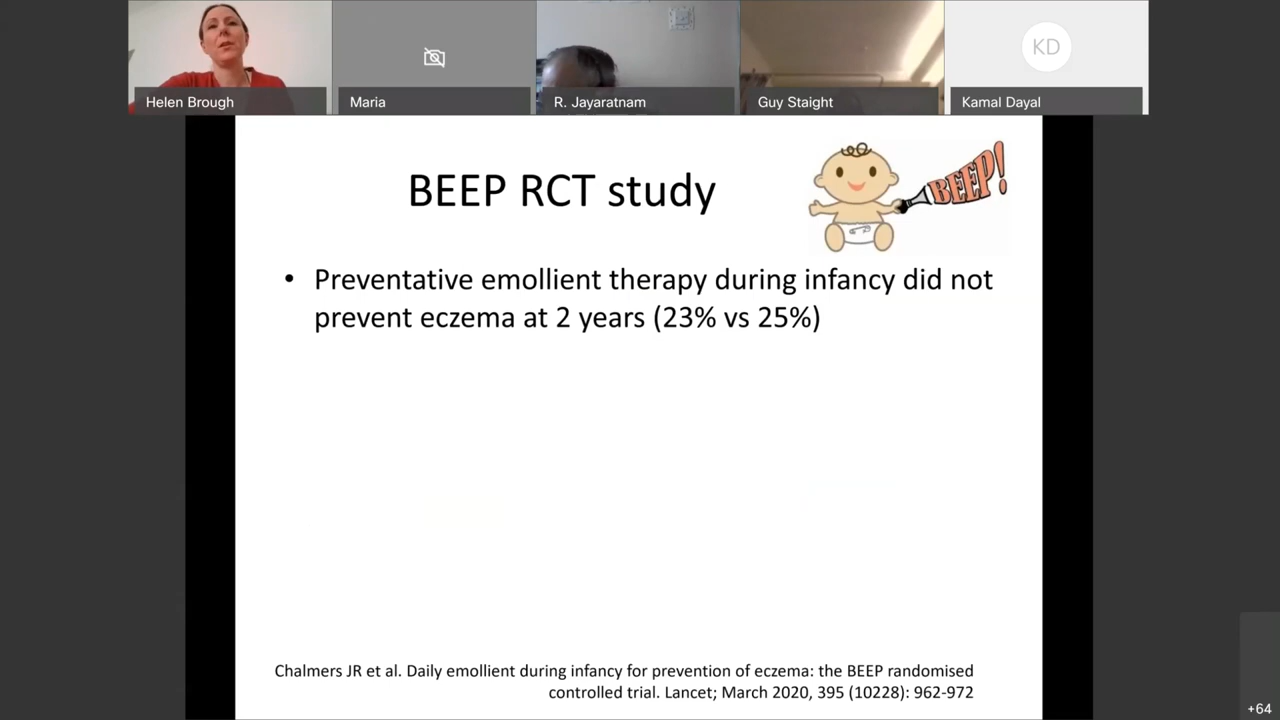 Helen Brough
Maria
R. Jayaratnam
Guy Staight
KD
Kamal Dayal
BEEP RCT study
BEEP!
• Preventative emollient therapy during infancy did not
prevent eczema at 2 years (23% vs 25%)
Chalmers JR et al. Daily emollient during infancy for prevention of eczema: the BEEP randomised
controlled trial. Lancet; March 2020, 395 (10228): 962-972
+64